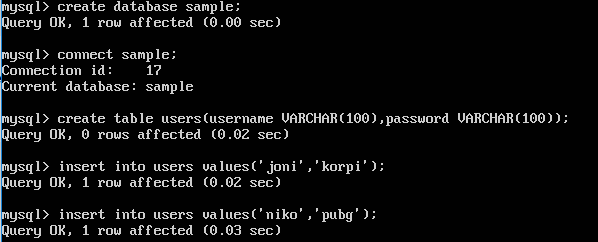 mysql> create database sample;
Query OK, 1 row affected (0.00 sec)
mysql> connect sample;
Connection id:    17
Current database: sample
mysql> create table users(username VARCHAR(100),password VARCHAR(100));
Query OK, 0 rows affected (0.02 sec)
mysql> insert into users values('joni','korpi');
Query OK, 1 row affected (0.02 sec)
mysql> insert into users values('niko','pubg');
Query OK, 1 row affected (0.03 sec)